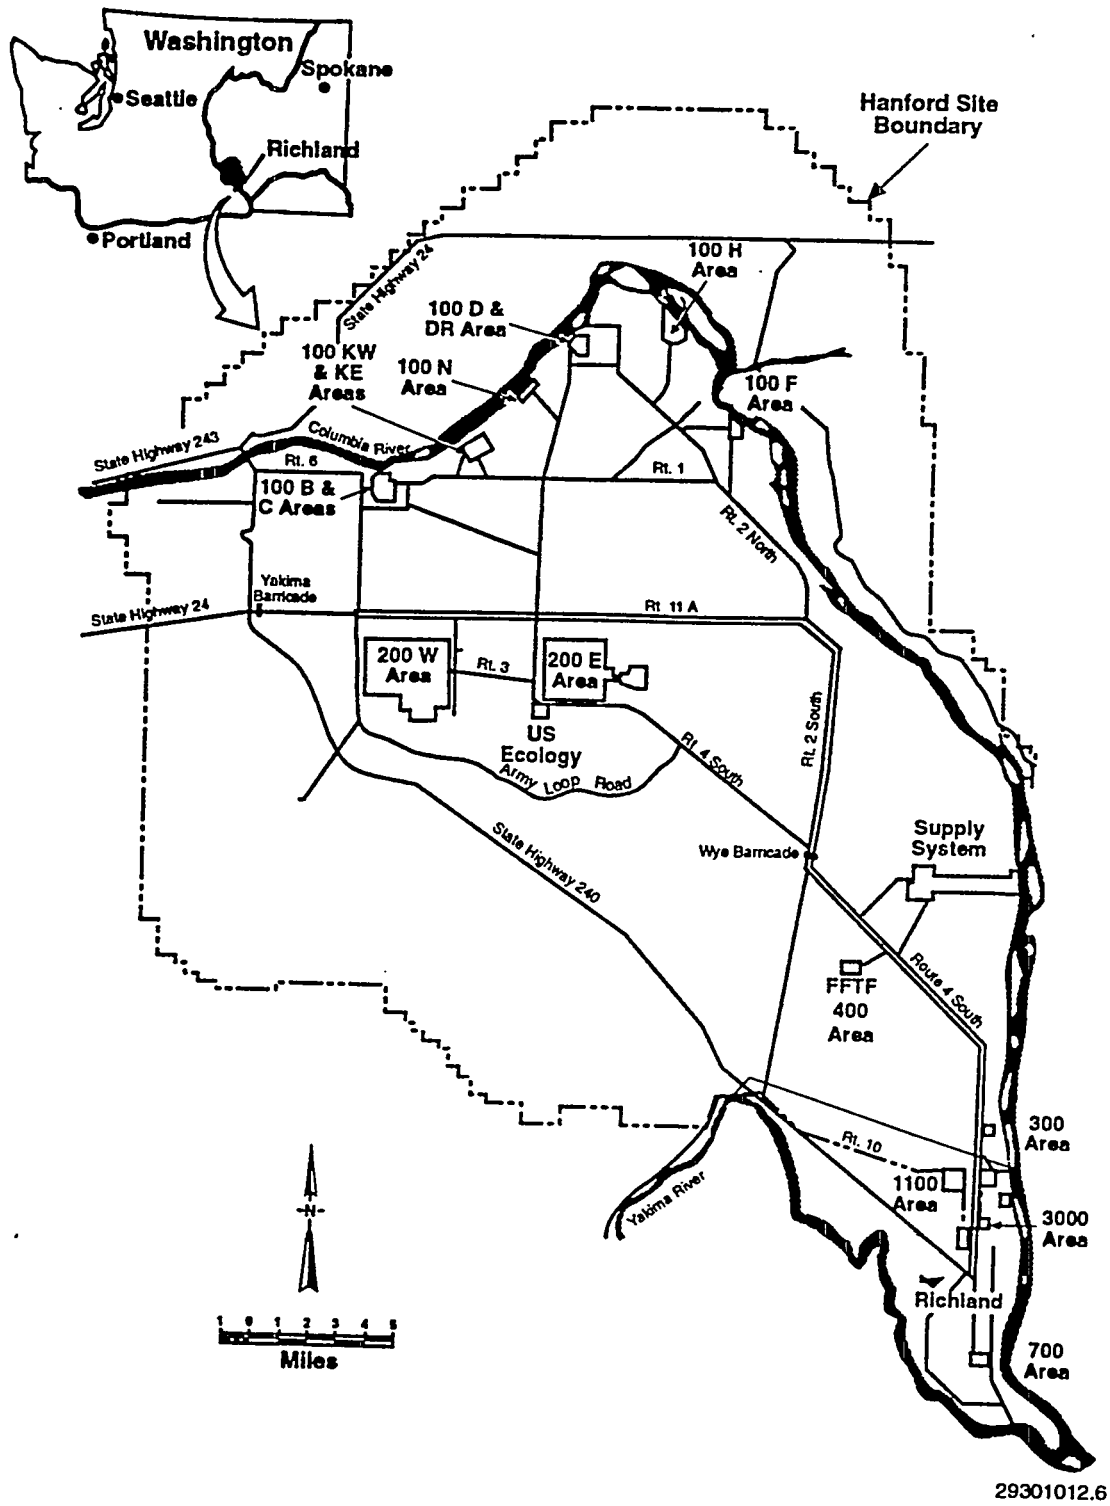 Washington
Spokane
Seattle
Richland
Portland
Hanford Site
Boundary
State Highway 24
100 H
Area
100 D &
DR Area
100 KW
& KE
Areas
100 N
Area
100 F
Area
State Highway 243
Columbia River
Rt. 6
Rt. 1
100 B &
C Areas
Rt. 2 North
Yakima
Barricade
State Highway 24
Rt. 11 A
200 W
Area
Rt. 3
200 E
Area
US
Ecology
Army Loop Road
Rt. 4 South
Rt. 2 South
State Highway 240
Wye Barricade
Supply
System
FFTF
400
Area
Route 4 South
300
Area
Rt. 10
1100
Area
Yakima River
3000
Area
N
Richland
700
Area
1 0 1 2 3 4 5
Miles
29301012.6